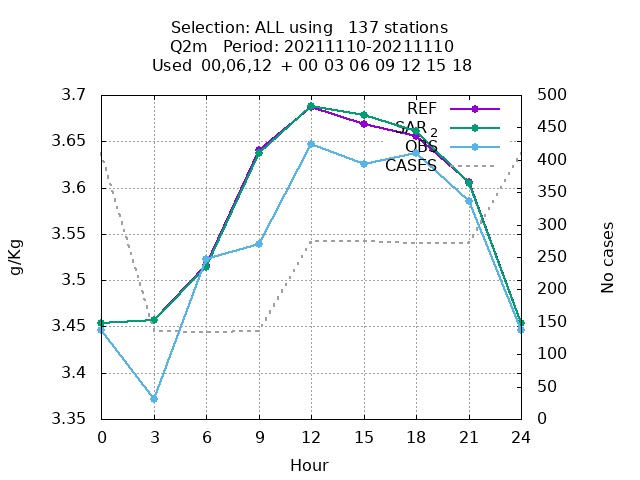 Selection: ALL using   137 stations
Q2m   Period: 20211110-20211110
Used  00,06,12  + 00 03 06 09 12 15 18
3.7
3.65
3.6
3.55
3.5
3.45
3.4
3.35
g/Kg
500
450
400
350
300
250
200
150
100
50
0
No cases
REF
SAR2
OBS
CASES
0 3 6 9 12 15 18 21 24
Hour